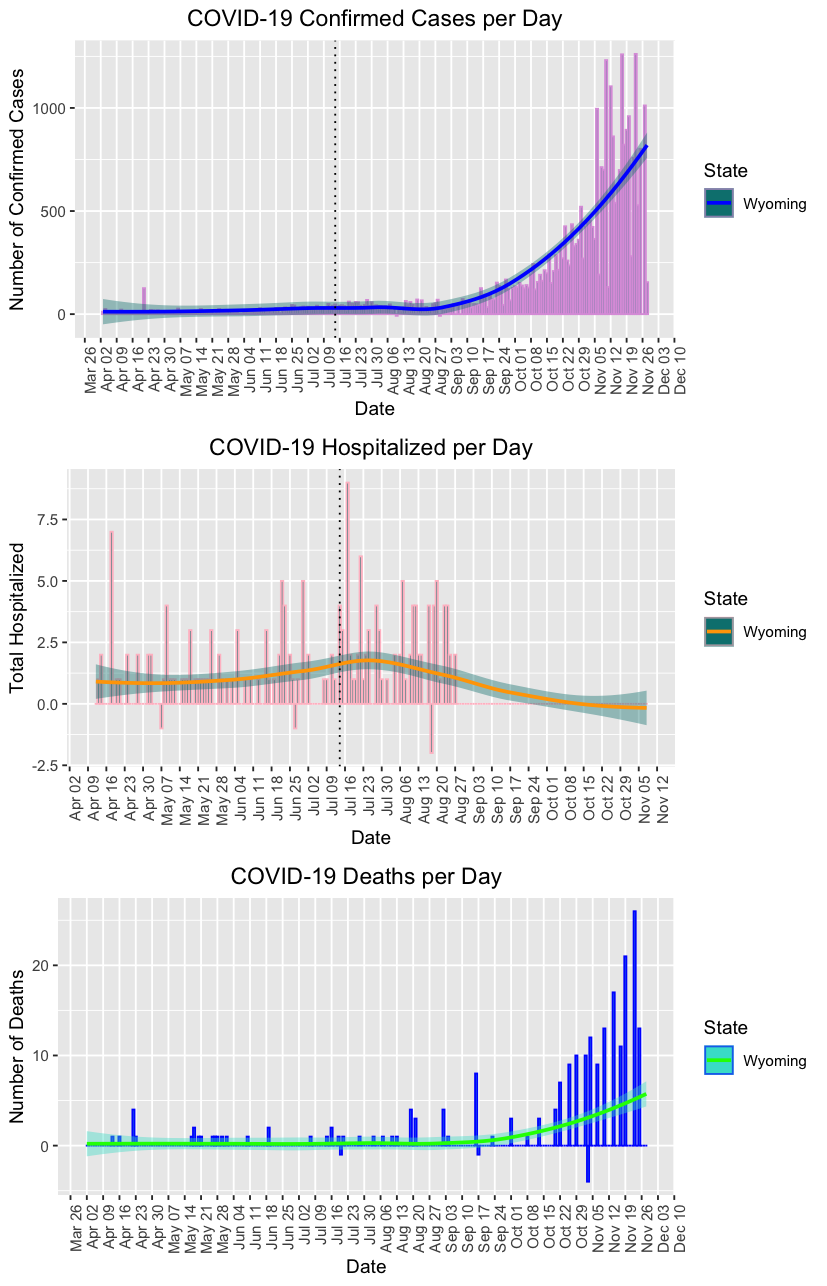 COVID-19 Confirmed Cases per Day
Number of Confirmed Cases
1000
500
0
Mar 26
Apr 02
Apr 09
Apr 16
Apr 23
Apr 30
May 07
May 14
May 21
May 28
Jun 04
Jun 11
Jun 18
Jun 25
Jul 02
Jul 09
Jul 16
Jul 23
Jul 30
Aug 06
Aug 13
Aug 20
Aug 27
Sep 03
Sep 10
Sep 17
Sep 24
Oct 01
Oct 08
Oct 15
Oct 22
Oct 29
Nov 05
Nov 12
Nov 19
Nov 26
Dec 03
Dec 10
Date
State
Wyoming
COVID-19 Hospitalized per Day
Total Hospitalized
7.5
5.0
2.5
0.0
-2.5
Apr 02
Apr 09
Apr 16
Apr 23
Apr 30
May 07
May 14
May 21
May 28
Jun 04
Jun 11
Jun 18
Jun 25
Jul 02
Jul 09
Jul 16
Jul 23
Jul 30
Aug 06
Aug 13
Aug 20
Aug 27
Sep 03
Sep 10
Sep 17
Sep 24
Oct 01
Oct 08
Oct 15
Oct 22
Oct 29
Nov 05
Nov 12
Date
State
Wyoming
COVID-19 Deaths per Day
Number of Deaths
20
10
0
Mar 26
Apr 02
Apr 09
Apr 16
Apr 23
Apr 30
May 07
May 14
May 21
May 28
Jun 04
Jun 11
Jun 18
Jun 25
Jul 02
Jul 09
Jul 16
Jul 23
Jul 30
Aug 06
Aug 13
Aug 20
Aug 27
Sep 03
Sep 10
Sep 17
Sep 24
Oct 01
Oct 08
Oct 15
Oct 22
Oct 29
Nov 05
Nov 12
Nov 19
Nov 26
Dec 03
Dec 10
Date
State
Wyoming